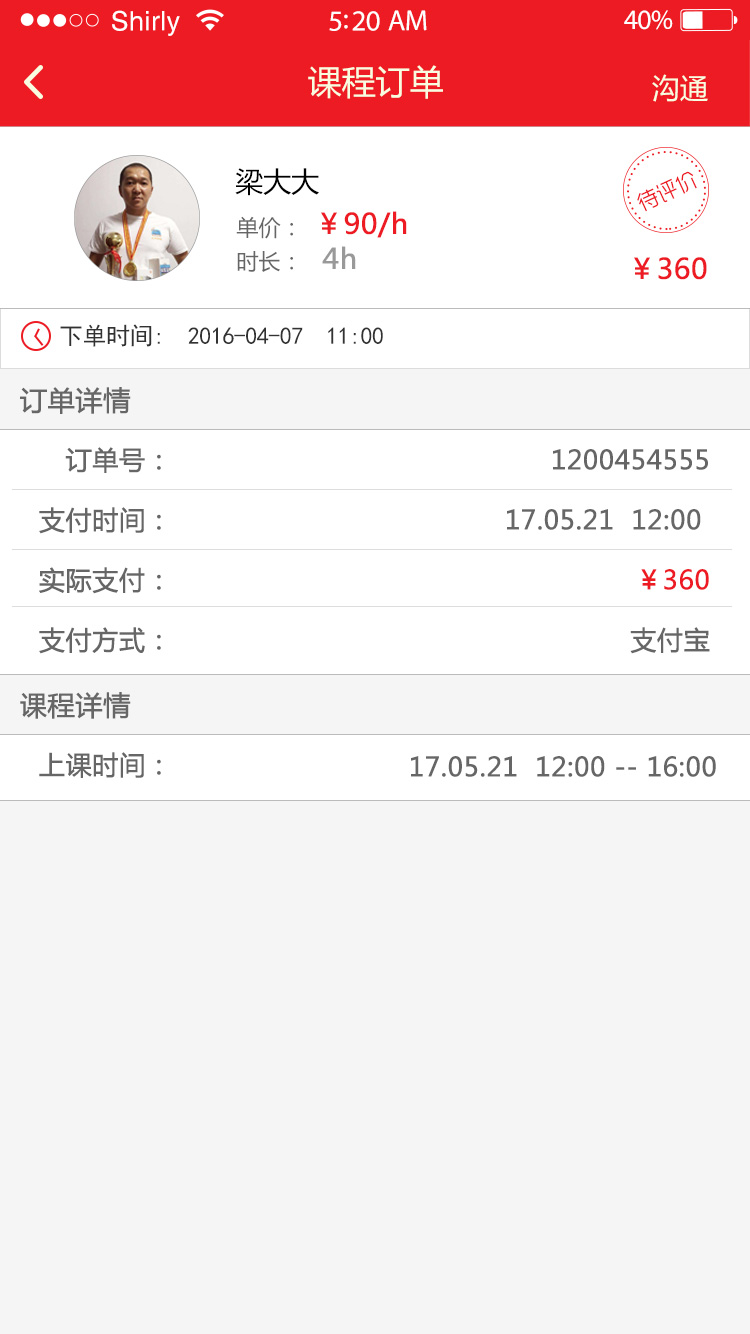 Shirly 5:20 AM 40%
课程订单 沟通
梁大大
待评价
单价： ¥ 90/h
时长： 4h
¥ 360
下单时间: 2016-04-07 11:00
订单详情
订单号： 1200454555
支付时间： 17.05.21 12:00
实际支付： ¥ 360
支付方式： 支付宝
课程详情
上课时间： 17.05.21 12:00 -- 16:00